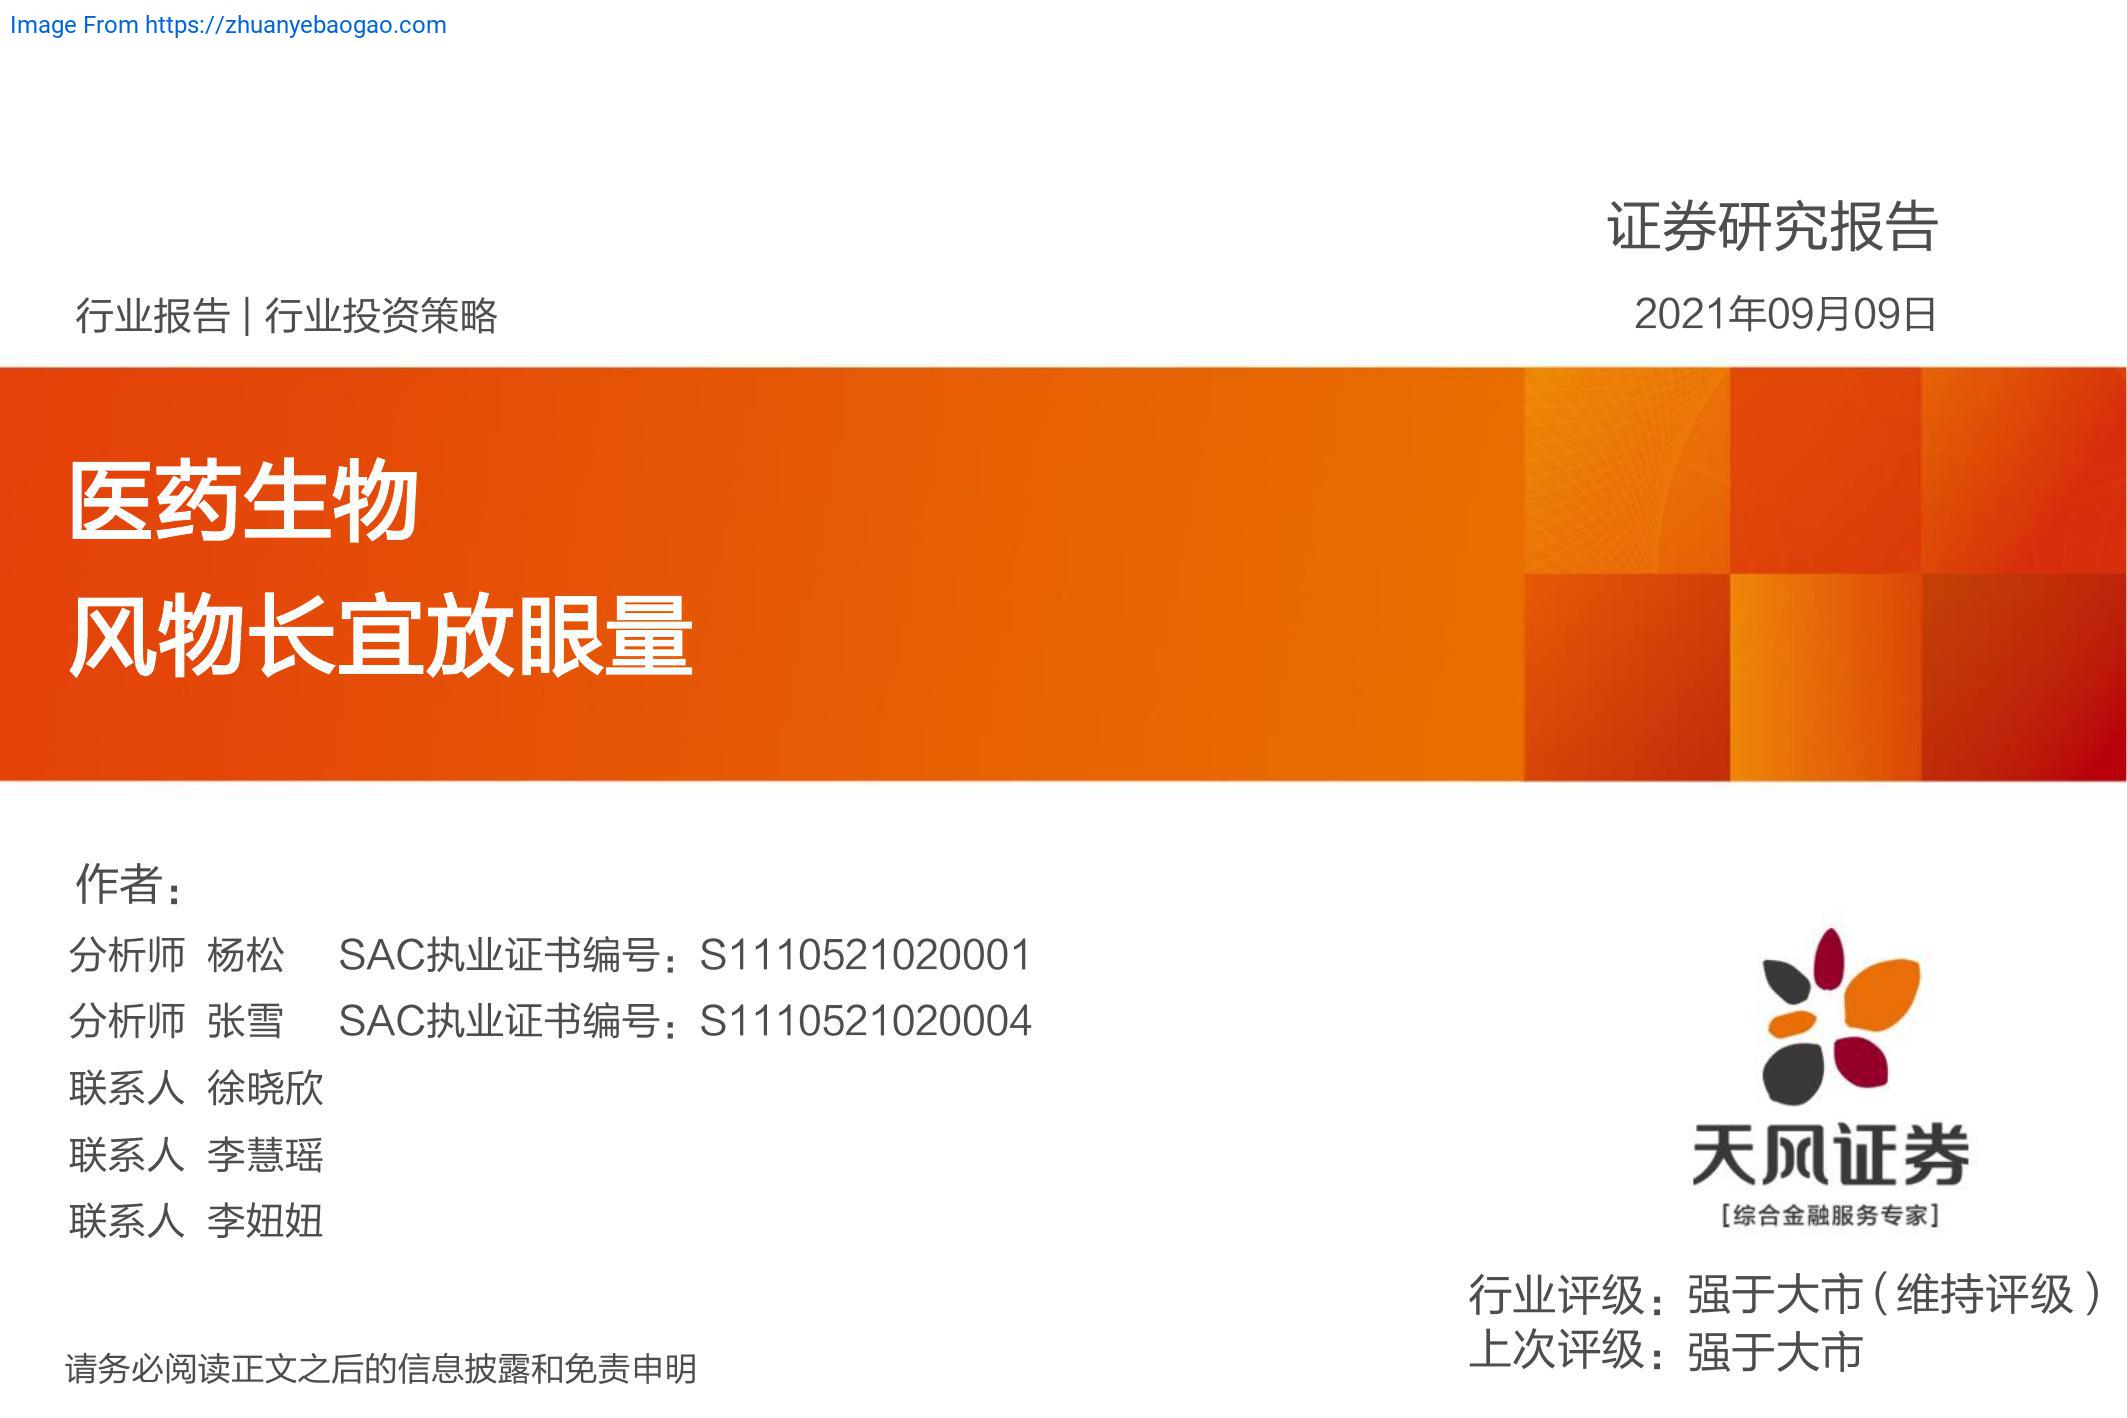 Image From https://zhuanyebaogao.com
证券研究报告
行业报告 | 行业投资策略
2021年09月09日
医药生物
风物长宜放眼量
作者：
分析师 杨松 SAC执业证书编号：S1110521020001
分析师 张雪 SAC执业证书编号：S1110521020004
联系人 徐晓欣
联系人 李慧瑶
联系人 李妞妞
天风证券
[综合金融服务专家]
行业评级：强于大市（维持评级）
上次评级：强于大市
请务必阅读正文之后的信息披露和免责申明